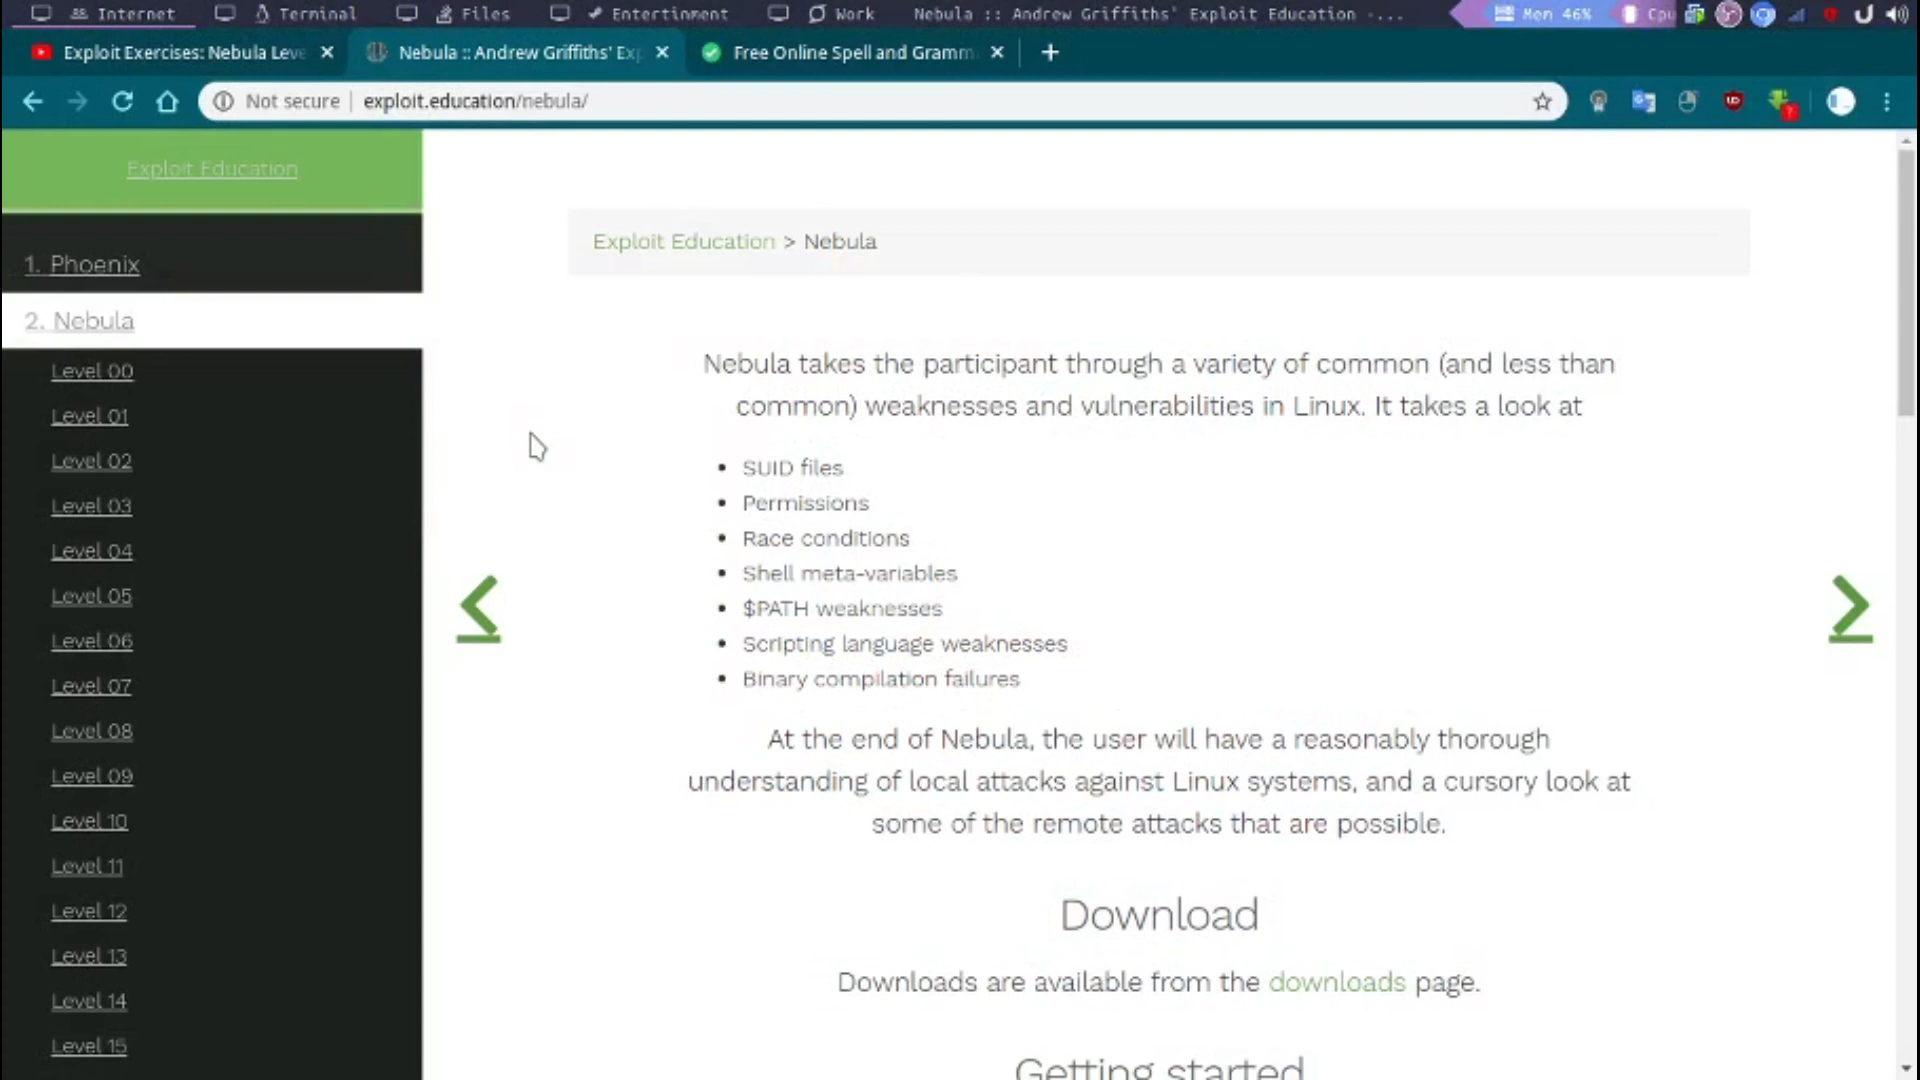 Internet Terminal Files Entertinment Work Nebula :: Andrew Griffiths' Exploit Education -... Men 46% Cpu
Exploit Exercises: Nebula Leve Nebula :: Andrew Griffiths' Exp Free Online Spell and Gramm
Not secure exploit.education/nebula/
Exploit Education
1. Phoenix
2. Nebula
Level 00
Level 01
Level 02
Level 03
Level 04
Level 05
Level 06
Level 07
Level 08
Level 09
Level 10
Level 11
Level 12
Level 13
Level 14
Level 15
Exploit Education > Nebula
Nebula takes the participant through a variety of common (and less than
common) weaknesses and vulnerabilities in Linux. It takes a look at
• SUID files
• Permissions
• Race conditions
• Shell meta-variables
• $PATH weaknesses
• Scripting language weaknesses
• Binary compilation failures
At the end of Nebula, the user will have a reasonably thorough
understanding of local attacks against Linux systems, and a cursory look at
some of the remote attacks that are possible.
Download
Downloads are available from the downloads page.
Getting started